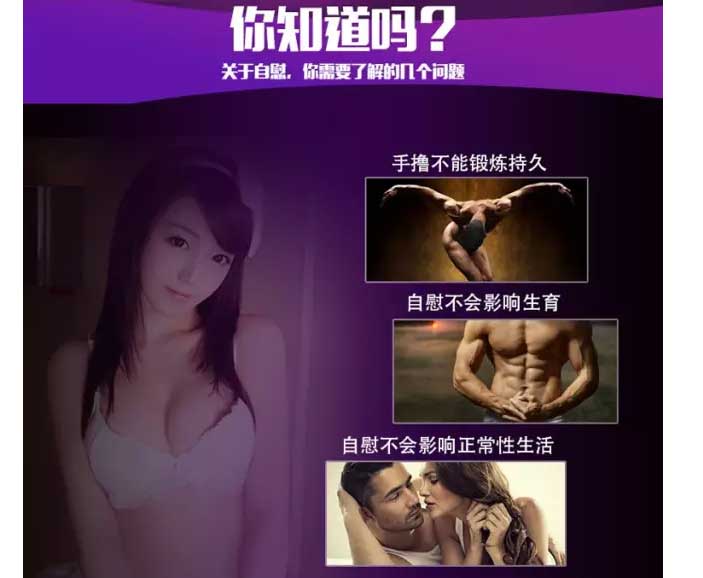 你知道吗?
关于自慰,你需要了解的几个问题
手撸不能锻炼持久
自慰不会影响生育
自慰不会影响正常性生活